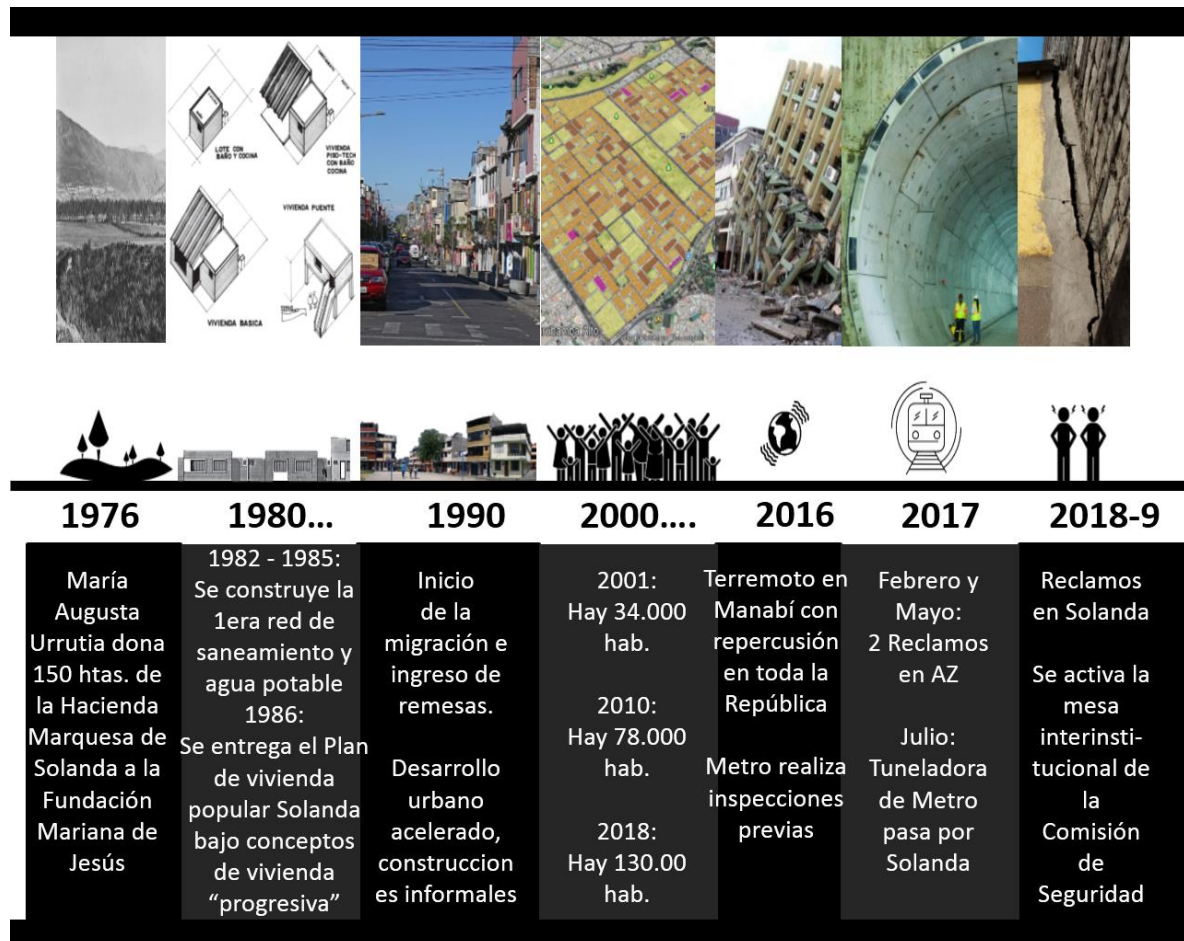 LOTE CON
BAÑO Y COCINA
VIVIENDA
PISO-TECH
CON BAÑO
COCINA
VIVIENDA PUENTE
VIVIENDA BASICA
1976
1980...
1990
2000....
2016
2017
2018-9
María
Augusta
Urrutia dona
150 htas. de
la Hacienda
Marquesa de
Solanda a la
Fundación
Mariana de
Jesús
1982 - 1985:
Se construye la
1era red de
saneamiento y
agua potable
1986:
Se entrega el Plan
de vivienda
popular Solanda
bajo conceptos
de vivienda
“progresiva”
Inicio
de la
migración e
ingreso de
remesas.
Desarrollo
urbano
acelerado,
construccion
es informales
2001:
Hay 34.000
hab.
2010:
Hay 78.000
hab.
2018:
Hay 130.00
hab.
Terremoto en
Manabí con
repercusión
en toda la
República
Metro realiza
inspecciones
previas
Febrero y
Mayo:
2 Reclamos
en AZ
Julio:
Tuneladora
de Metro
pasa por
Solanda
Reclamos
en Solanda
Se activa la
mesa
interinsti-
tucional de
la
Comisión
de
Seguridad